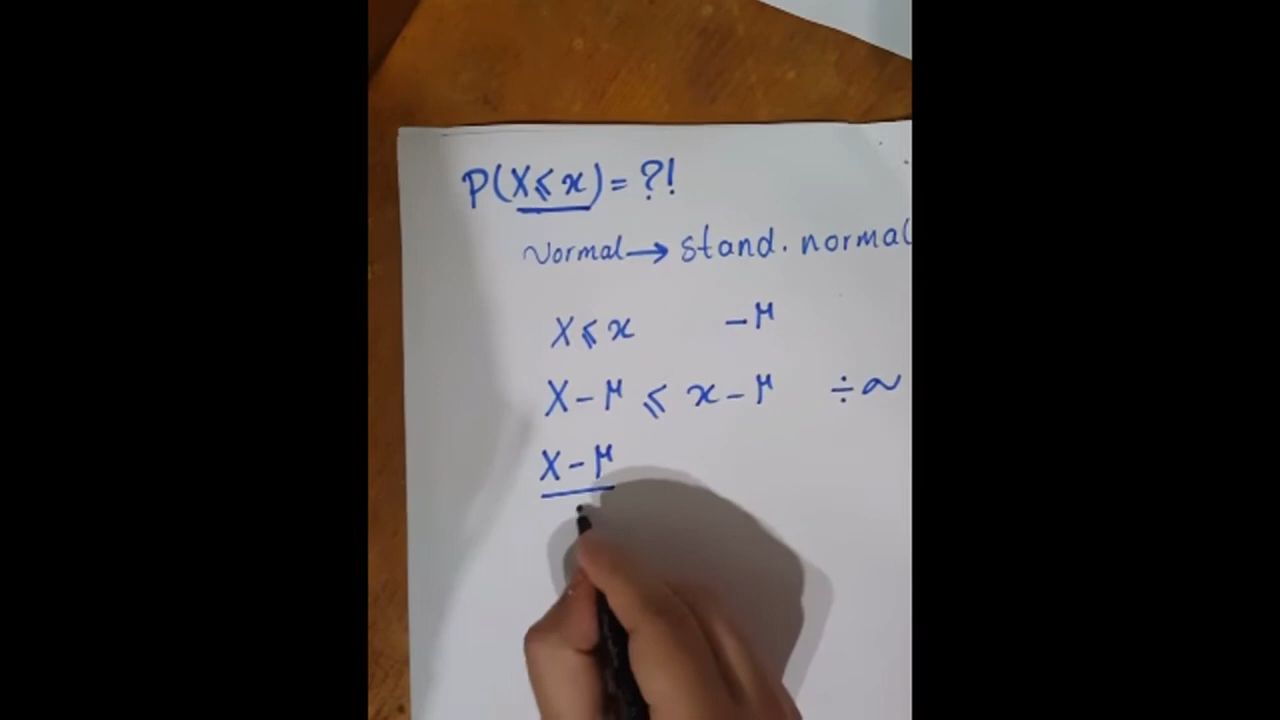 P(X≤x)=?!
Normal→stand. normal
X≤x -μ
X-μ ≤ x-μ ÷~
X-μ